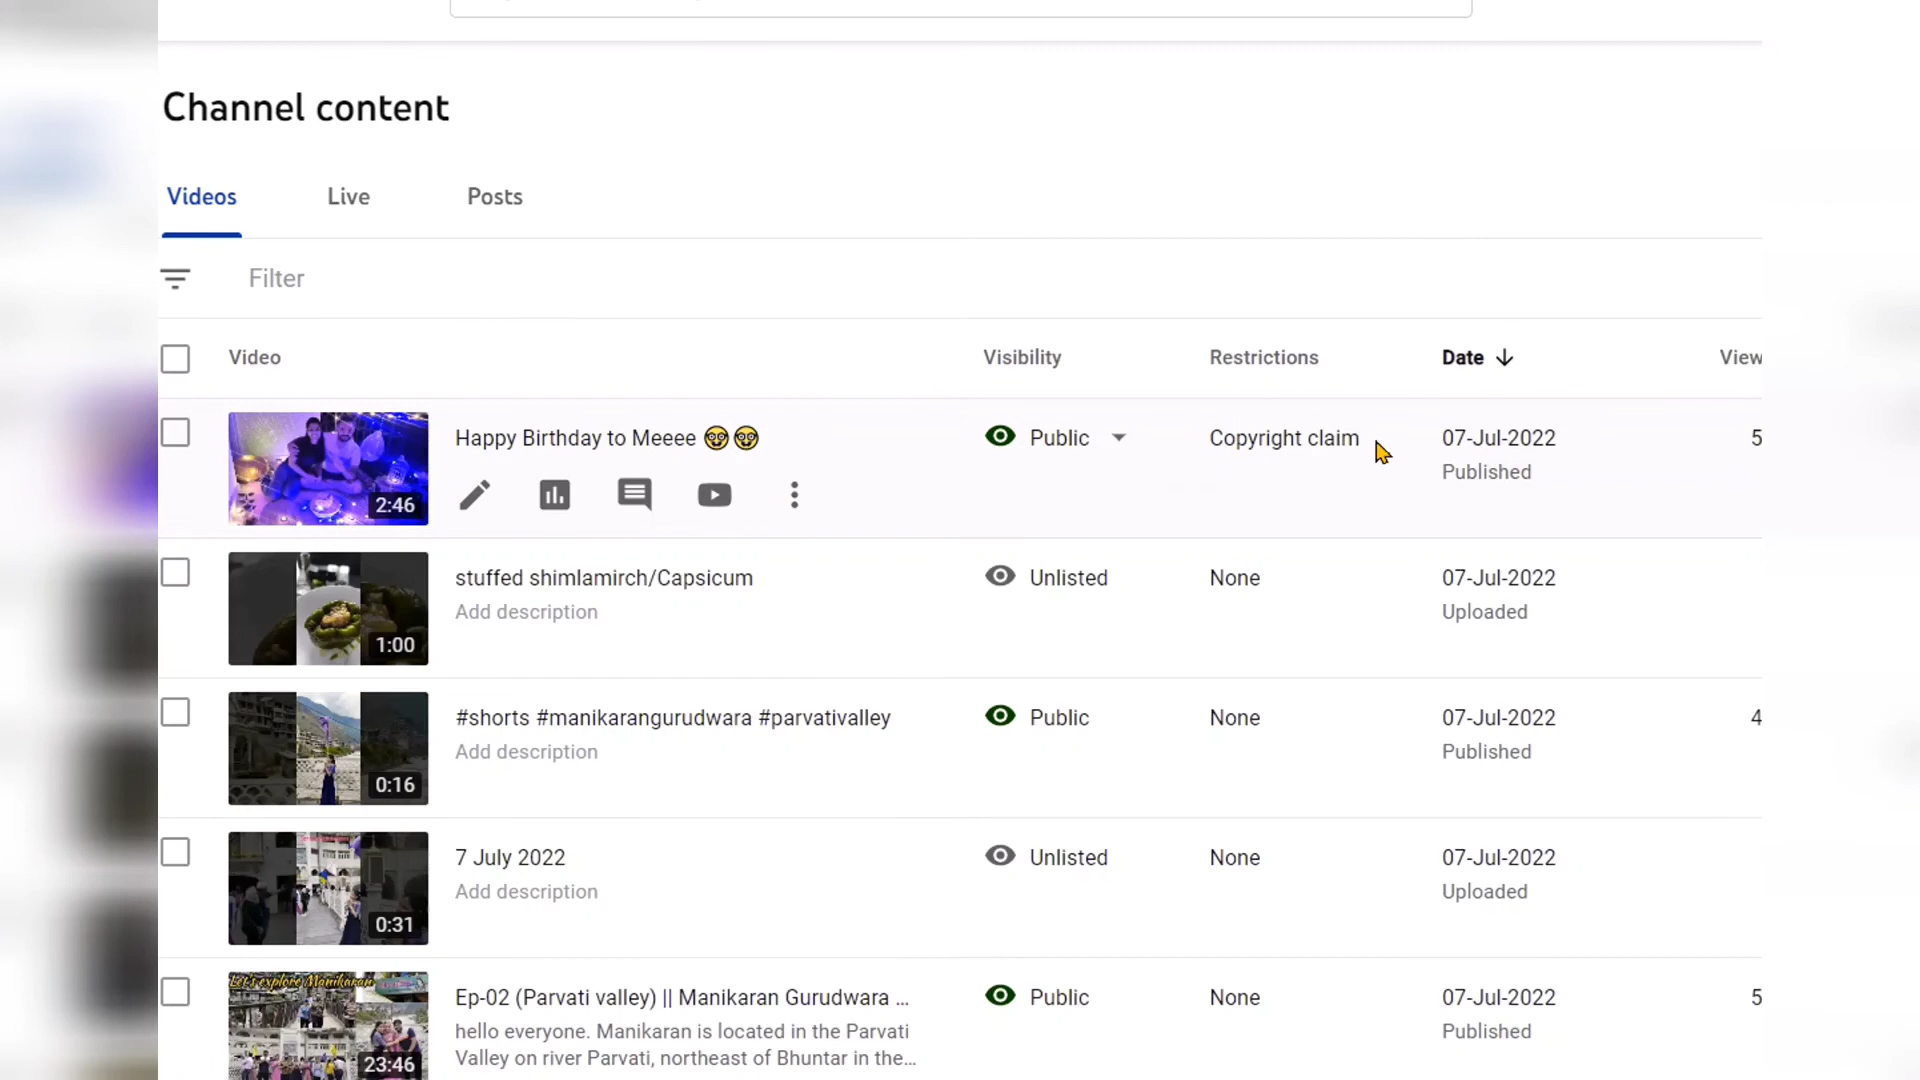 Channel content
Videos Live Posts
Filter
Video Visibility Restrictions Date View
Happy Birthday to Meeee 🥸🥸 Public Copyright claim 07-Jul-2022 5
Published
2:46
stuffed shimlamirch/Capsicum Unlisted None 07-Jul-2022
Add description Uploaded
1:00
#shorts #manikarangurudwara #parvativalley Public None 07-Jul-2022 4
Add description Published
0:16
7 July 2022 Unlisted None 07-Jul-2022
Add description Uploaded
0:31
Let's explore Manikaran
Ep-02 (Parvati valley) || Manikaran Gurudwara ... Public None 07-Jul-2022 5
hello everyone. Manikaran is located in the Parvati Published
Valley on river Parvati, northeast of Bhuntar in the...
23:46